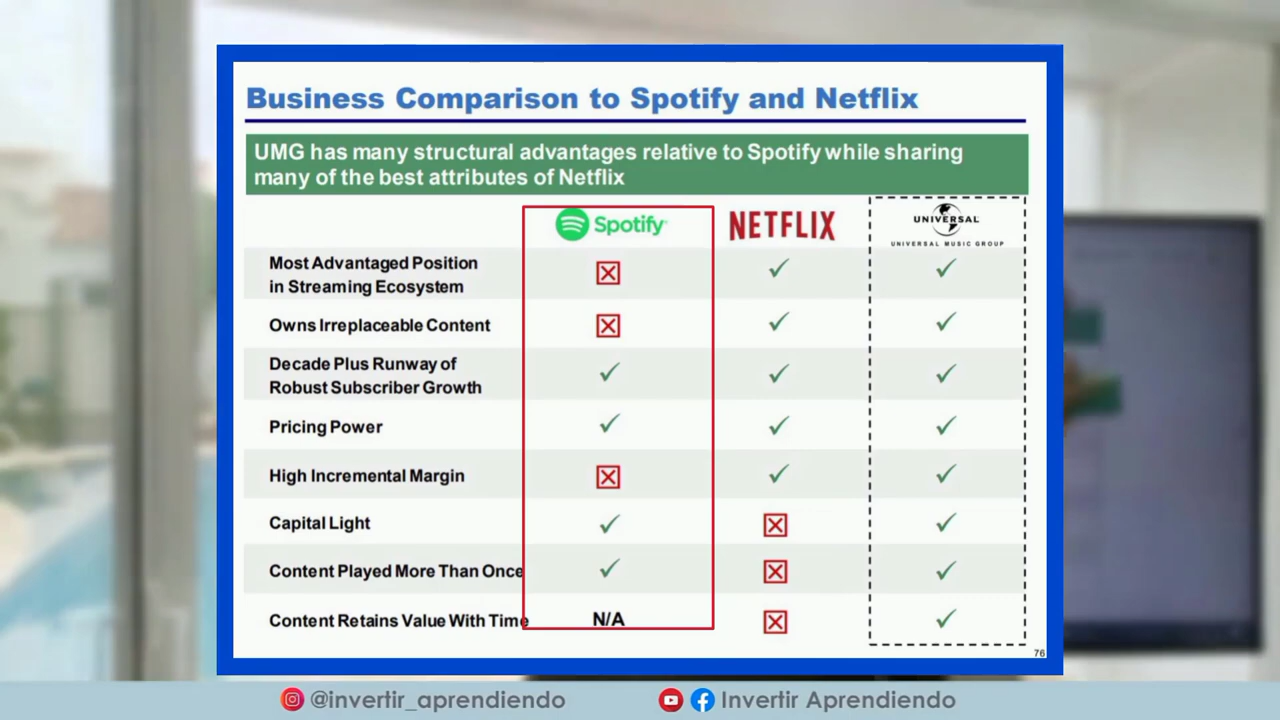 Business Comparison to Spotify and Netflix
UMG has many structural advantages relative to Spotify while sharing
many of the best attributes of Netflix
Spotify
NETFLIX
UNIVERSAL
UNIVERSAL MUSIC GROUP
Most Advantaged Position
in Streaming Ecosystem
Owns Irreplaceable Content
Decade Plus Runway of
Robust Subscriber Growth
Pricing Power
High Incremental Margin
Capital Light
Content Played More Than Once
Content Retains Value With Time
N/A
76
@invertir_aprendiendo
Invertir Aprendiendo